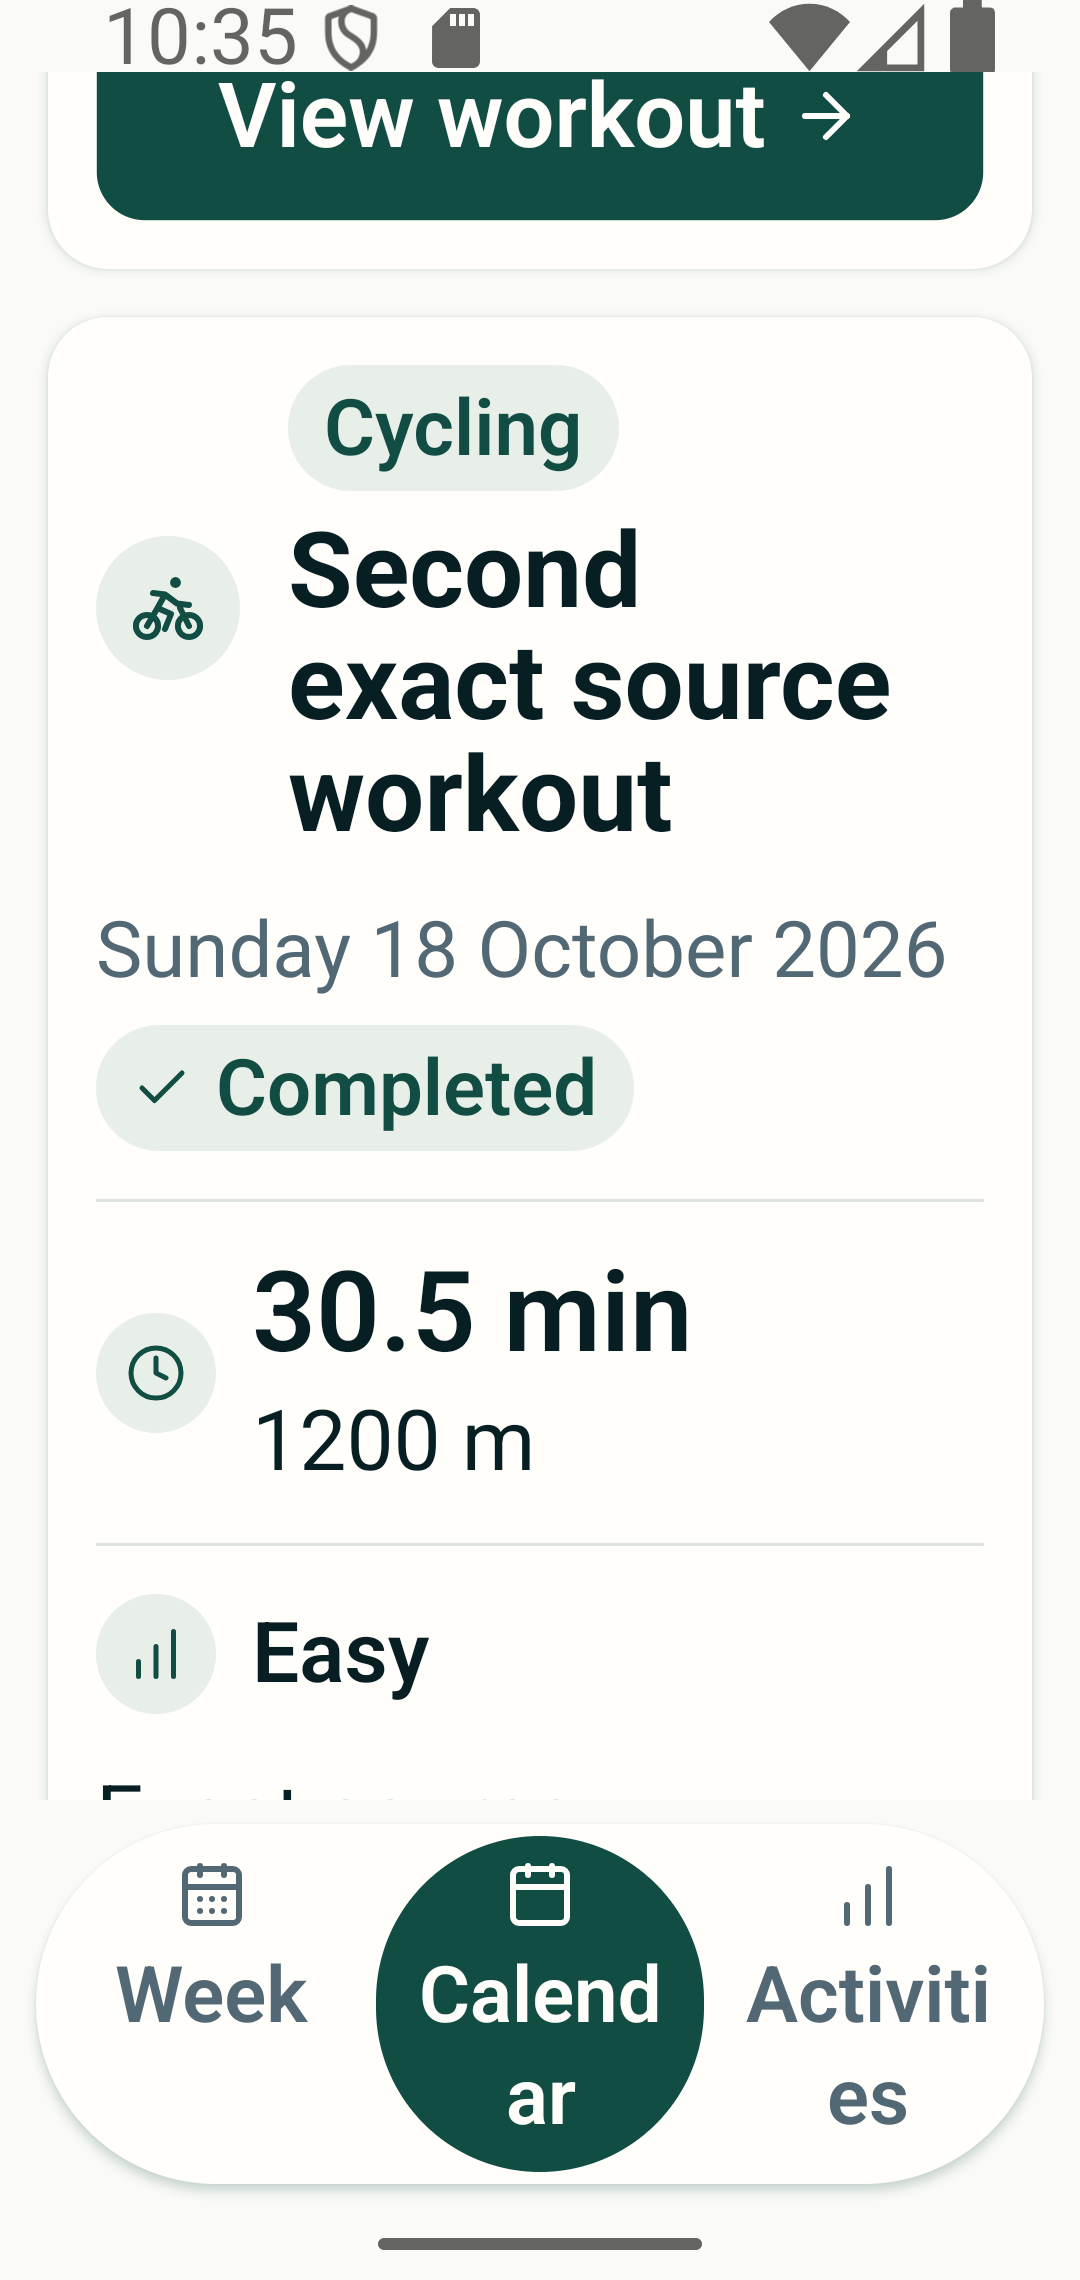 10:35
View workout
Cycling
Second
exact source
workout
Sunday 18 October 2026
Completed
30.5 min
1200 m
Easy
Week
Calend
ar
Activiti
es